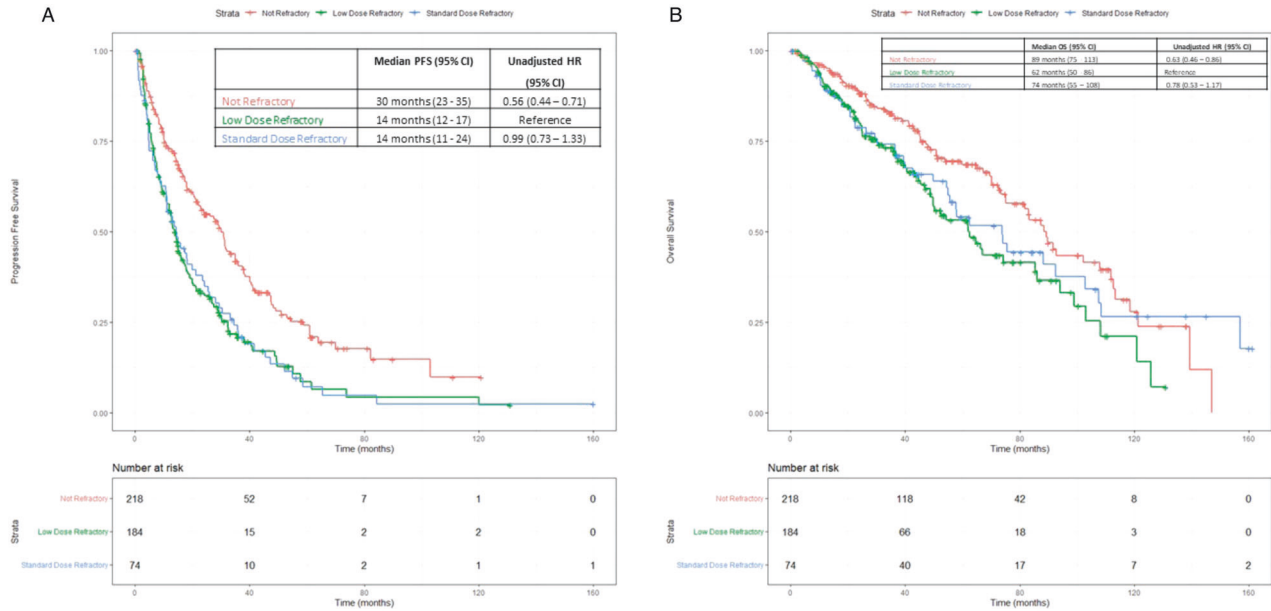 A
Strata Not Refractory Low Dose Refractory Standard Dose Refractory
Median PFS (95% CI) Unadjusted HR
(95% CI)
Not Refractory 30 months (23 - 35) 0.56 (0.44 – 0.71)
Low Dose Refractory 14 months (12 - 17) Reference
Standard Dose Refractory 14 months (11 - 24) 0.99 (0.73 – 1.33)
1.00
0.75
0.50
0.25
0.00
Progression Free Survival
0 40 80 120 160
Time (months)
Number at risk
Strata
Not Refractory 218 52 7 1 0
Low Dose Refractory 184 15 2 2 0
Standard Dose Refractory 74 10 2 1 1
0 40 80 120 160
Time (months)
B
Strata Not Refractory Low Dose Refractory Standard Dose Refractory
Median OS (95% CI) Unadjusted HR (95% CI)
Not Refractory 89 months (75 - 113) 0.63 (0.46 – 0.86)
Low Dose Refractory 62 months (50 - 86) Reference
Standard Dose Refractory 74 months (55 – 108) 0.78 (0.53 – 1.17)
1.00
0.75
0.50
0.25
0.00
Overall Survival
0 40 80 120 160
Time (months)
Number at risk
Strata
Not Refractory 218 118 42 8 0
Low Dose Refractory 184 66 18 3 0
Standard Dose Refractory 74 40 17 7 2
0 40 80 120 160
Time (months)